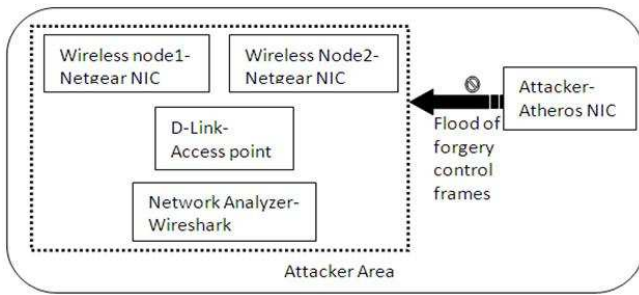 Wireless node1-
Netgear NIC
Wireless Node2-
Netgear NIC
Attacker-
Atheros NIC
D-Link-
Access point
Flood of
forgery
control
frames
Network Analyzer-
Wireshark
Attacker Area